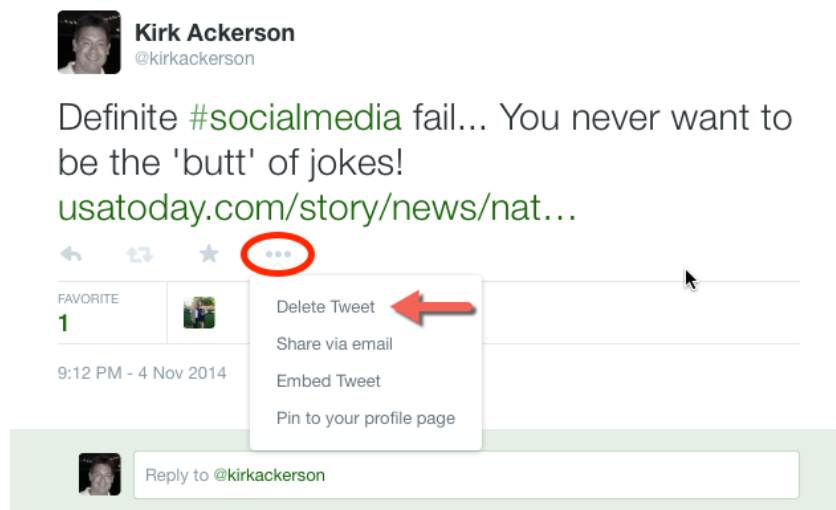 Kirk Ackerson
@kirkackerson
Definite #socialmedia fail... You never want to
be the 'butt' of jokes!
usatoday.com/story/news/nat...
FAVORITE
1
9:12 PM - 4 Nov 2014
Delete Tweet
Share via email
Embed Tweet
Pin to your profile page
Reply to @kirkackerson